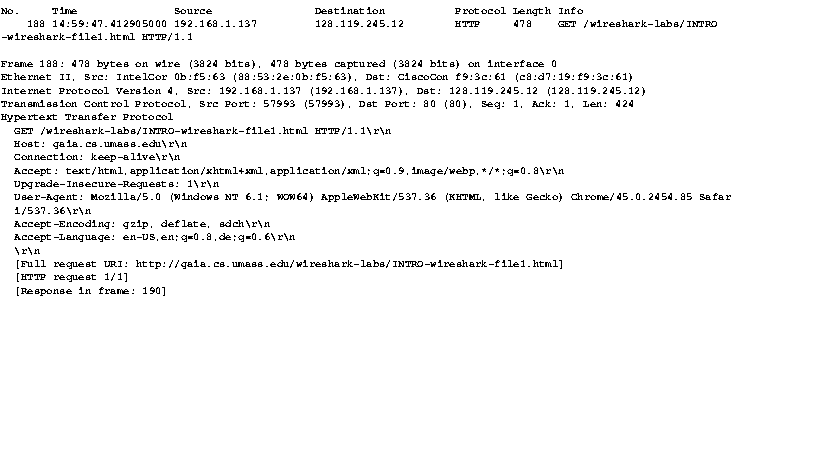 No. Time Source Destination Protocol Length Info
188 14:59:47.412905000 192.168.1.137 128.119.245.12 HTTP 478 GET /wireshark-labs/INTRO
-wireshark-file1.html HTTP/1.1
Frame 188: 478 bytes on wire (3824 bits), 478 bytes captured (3824 bits) on interface 0
Ethernet II, Src: IntelCor 0b:f5:63 (88:53:2e:0b:f5:63), Dst: CiscoCon f9:3c:61 (c8:d7:19:f9:3c:61)
Internet Protocol Version 4, Src: 192.168.1.137 (192.168.1.137), Dst: 128.119.245.12 (128.119.245.12)
Transmission Control Protocol, Src Port: 57993 (57993), Dst Port: 80 (80), Seq: 1, Ack: 1, Len: 424
Hypertext Transfer Protocol
GET /wireshark-labs/INTRO-wireshark-file1.html HTTP/1.1\r\n
Host: gaia.cs.umass.edu\r\n
Connection: keep-alive\r\n
Accept: text/html,application/xhtml+xml,application/xml;q=0.9,image/webp,*/*;q=0.8\r\n
Upgrade-Insecure-Requests: 1\r\n
User-Agent: Mozilla/5.0 (Windows NT 6.1; WOW64) AppleWebKit/537.36 (KHTML, like Gecko) Chrome/45.0.2454.85 Safar
i/537.36\r\n
Accept-Encoding: gzip, deflate, sdch\r\n
Accept-Language: en-US,en;q=0.8,de;q=0.6\r\n
\r\n
[Full request URI: http://gaia.cs.umass.edu/wireshark-labs/INTRO-wireshark-file1.html]
[HTTP request 1/1]
[Response in frame: 190]